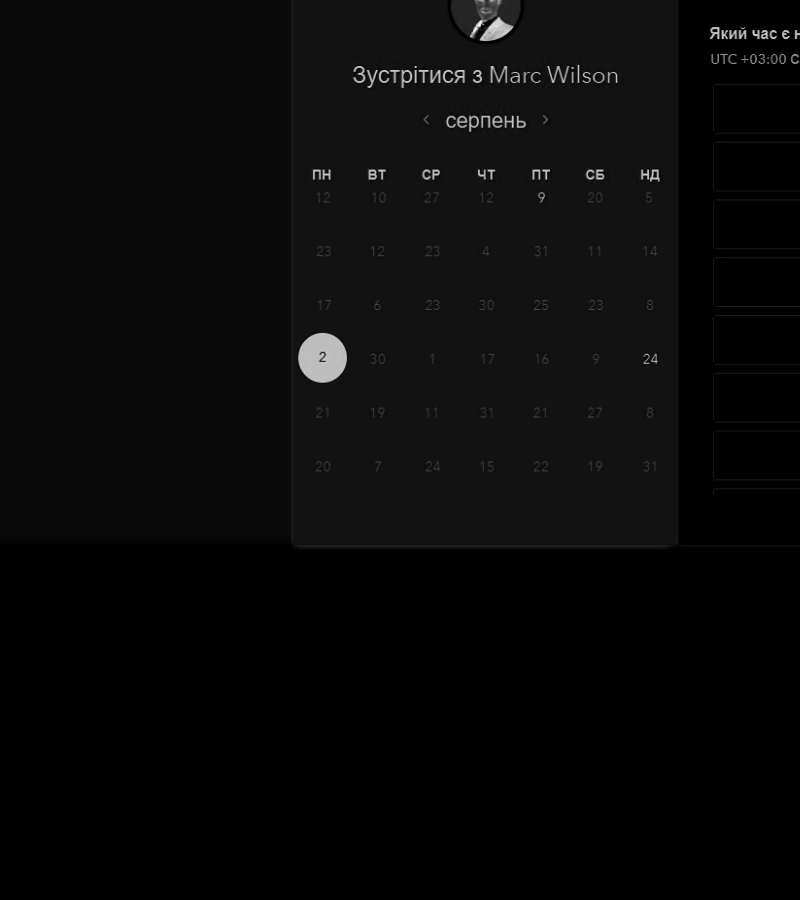 Зустрітися з Marc Wilson
серпень
ПН ВТ СР ЧТ ПТ СБ НД
12 10 27 12 9 20 5
23 12 23 4 31 11 14
17 6 23 30 25 23 8
2 30 1 17 16 9 24
21 19 11 31 21 27 8
20 7 24 15 22 19 31
Який час є
UTC +03:00